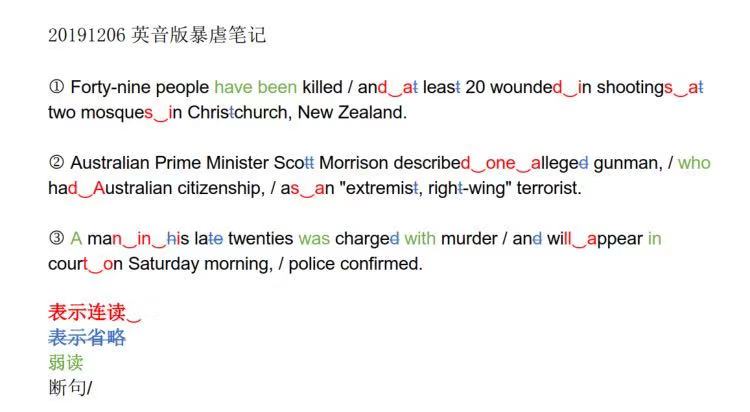 20191206 英音版暴虐笔记
① Forty-nine people have been killed / and‿at least 20 wounded‿in shootings‿at
two mosques‿in Christchurch, New Zealand.
② Australian Prime Minister Scott Morrison described‿one‿alleged gunman, / who
had‿Australian citizenship, / as‿an "extremist, right-wing" terrorist.
③ A man‿in‿his late twenties was charged with murder / and will‿appear in
court‿on Saturday morning, / police confirmed.
表示连读‿
表示省略
弱读
断句/